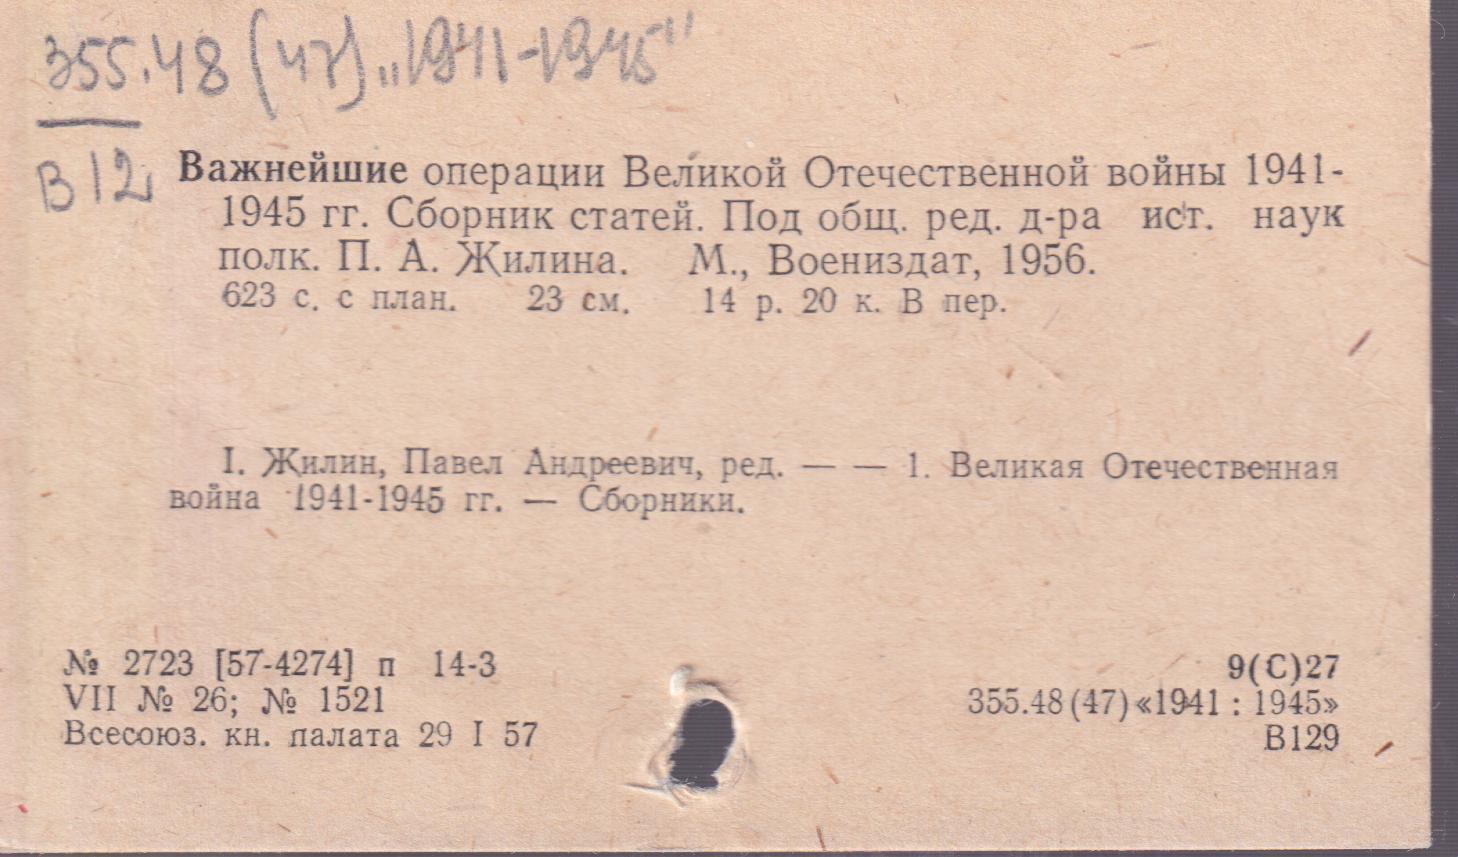 355.48 (47) „1941-1945"
В12
Важнейшие операции Великой Отечественной войны 1941-
1945 гг. Сборник статей. Под общ. ред. д-ра ист. наук
полк. П. А. Жилина. М., Воениздат, 1956.
623 с. с план. 23 см. 14 р. 20 к. В пер.
I. Жилин, Павел Андреевич, ред. — — 1. Великая Отечественная
война 1941-1945 гг. — Сборники.
№ 2723 [57-4274] п 14-3
VII № 26; № 1521
Всесоюз. кн. палата 29 I 57
9(С)27
355.48(47)«1941 : 1945»
В129